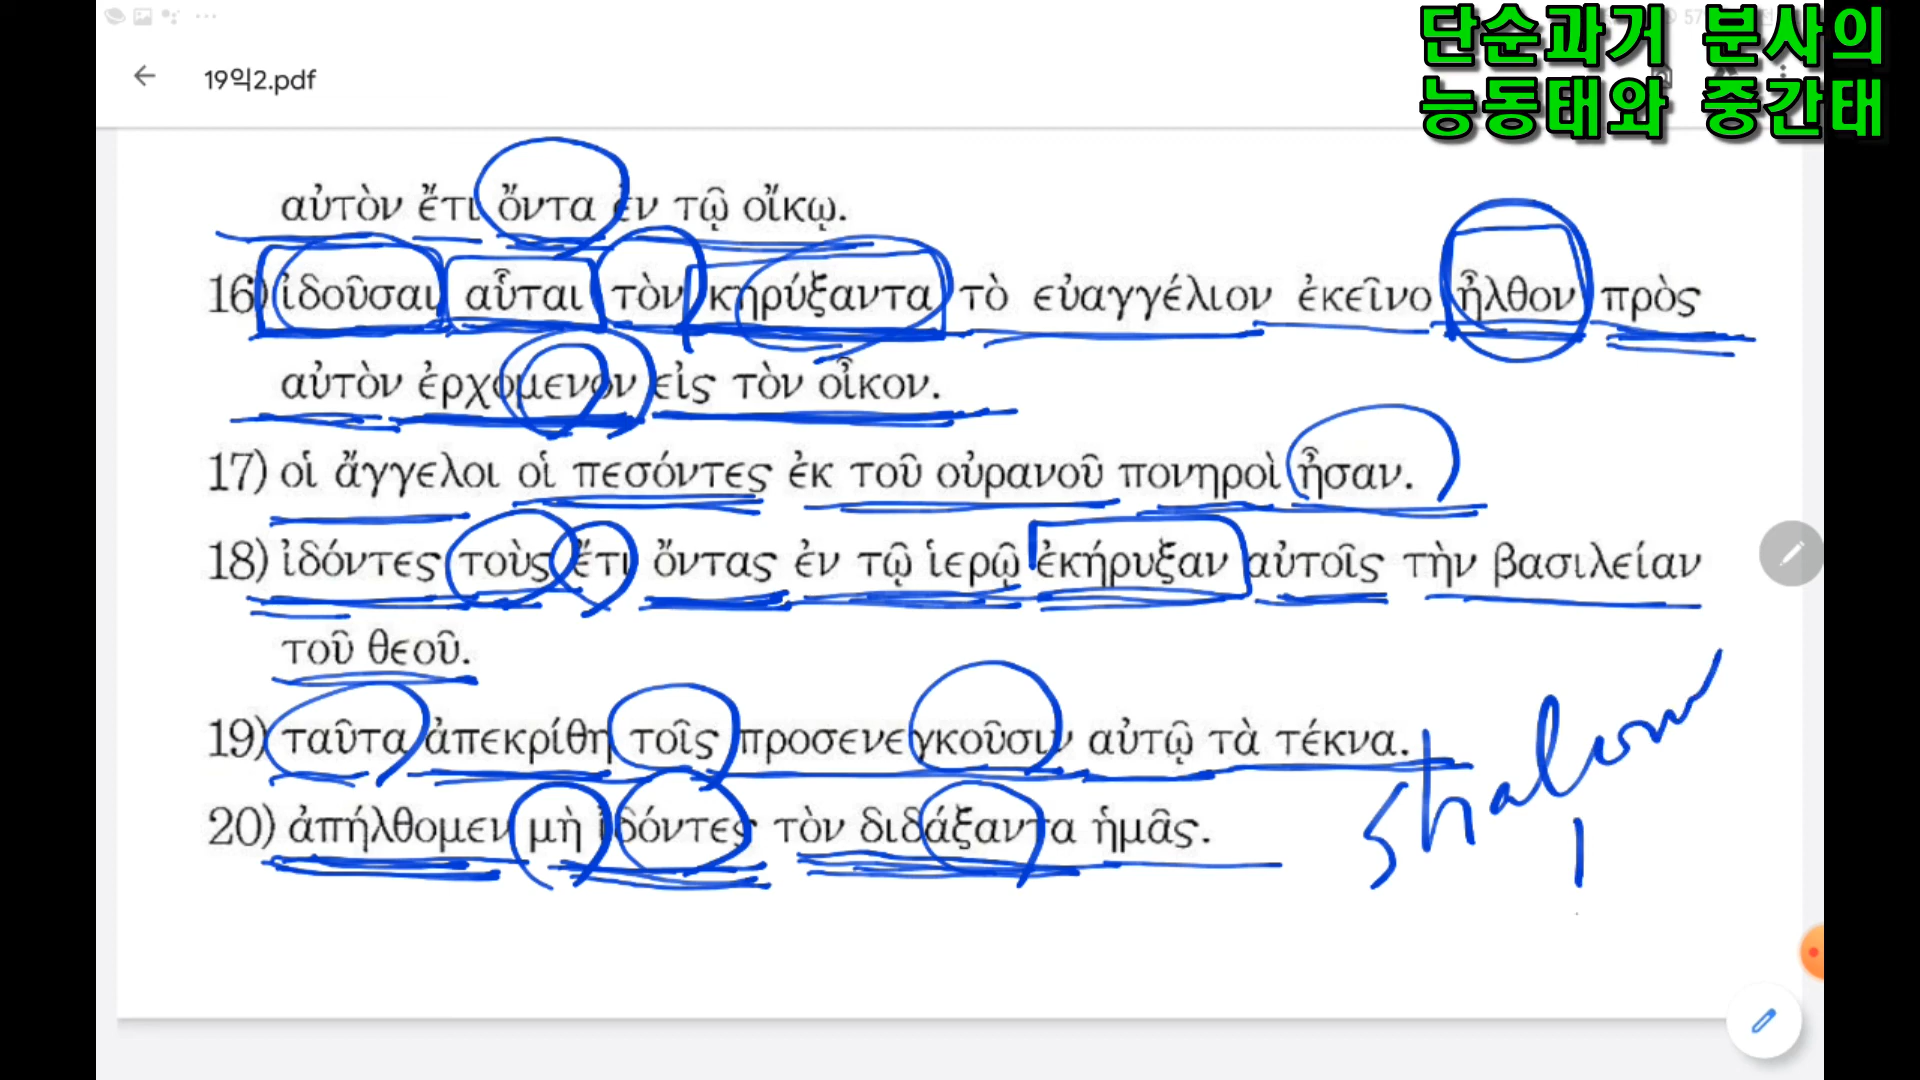 단순과거 분사의
능동태와 중간태
19익2.pdf
αὐτὸν ἔτι ὄντα ἐν τῷ οἴκῳ.
16) ἰδοῦσαι αὗται τὸν κηρύξαντα τὸ εὐαγγέλιον ἐκεῖνο ἦλθον πρὸς
αὐτὸν ἐρχομενον εἰς τὸν οἶκον.
17) οἱ ἄγγελοι οἱ πεσόντες ἐκ τοῦ οὐρανοῦ πονηροὶ ἦσαν.
18) ἰδόντες τοὺς ἔτι ὄντας ἐν τῷ ἱερῷ ἐκήρυξαν αὐτοῖς τὴν βασιλείαν
τοῦ θεοῦ.
19) ταῦτα ἀπεκρίθη τοῖς προσενεγκοῦσιν αὐτῷ τὰ τέκνα.
20) ἀπήλθομεν μὴ ἰδόντες τὸν διδάξαντα ἡμᾶς.
shalom!